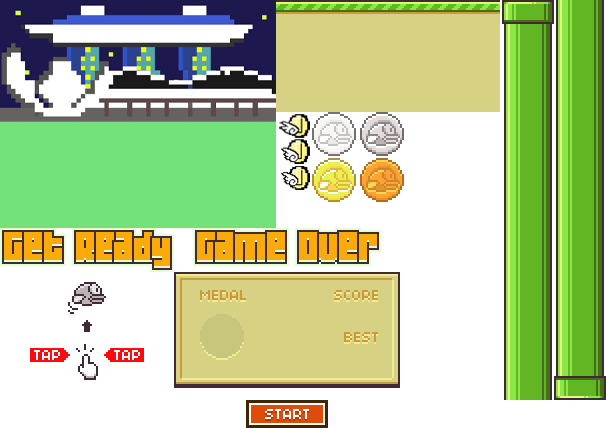 Get Ready Game Over
MEDAL SCORE
BEST
TAP TAP
START